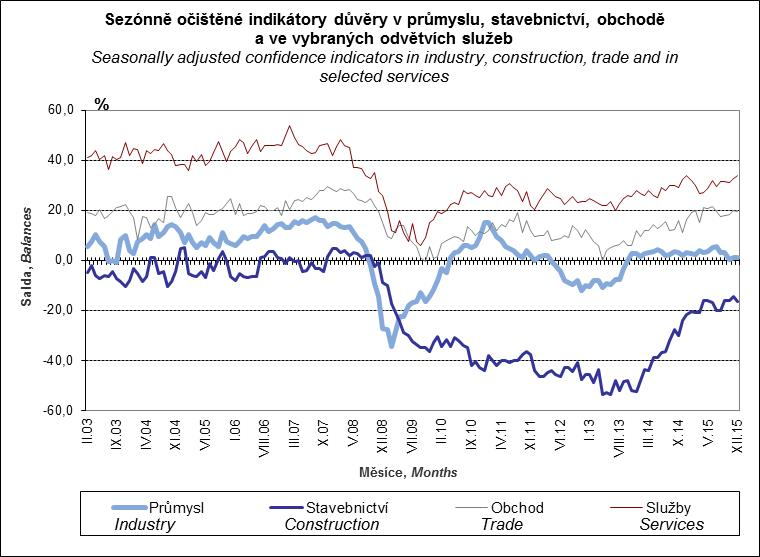 Sezónně očištěné indikátory důvěry v průmyslu, stavebnictví, obchodě
a ve vybraných odvětvích služeb
Seasonally adjusted confidence indicators in industry, construction, trade and in
selected services
%
60,0
40,0
20,0
0,0
-20,0
-40,0
-60,0
Salda, Balances
II.03
IX.03
IV.04
XI.04
VI.05
I.06
VIII.06
III.07
X.07
V.08
XII.08
VII.09
II.10
IX.10
IV.11
XI.11
VI.12
I.13
VIII.13
III.14
X.14
V.15
XII.15
Měsíce, Months
Průmysl Stavebnictví Obchod Služby
Industry Construction Trade Services